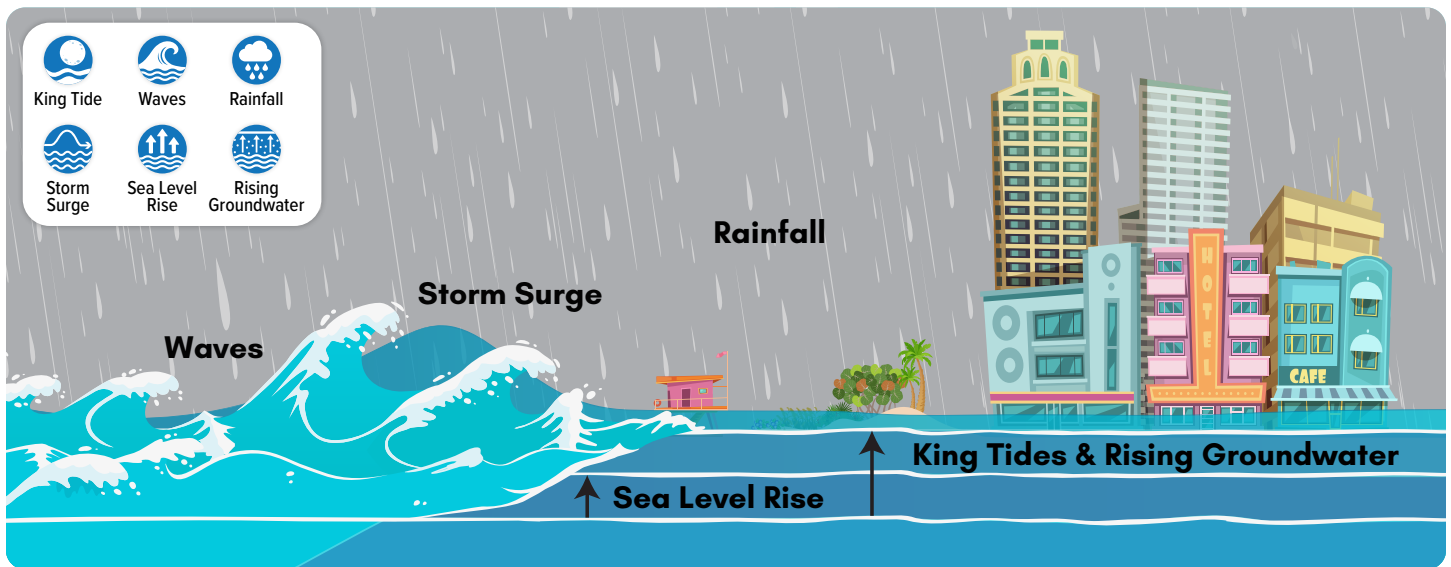 King Tide
Waves
Rainfall
Storm
Surge
Sea Level
Rise
Rising
Groundwater
Rainfall
Storm Surge
Waves
HOTEL
CAFE
King Tides & Rising Groundwater
Sea Level Rise